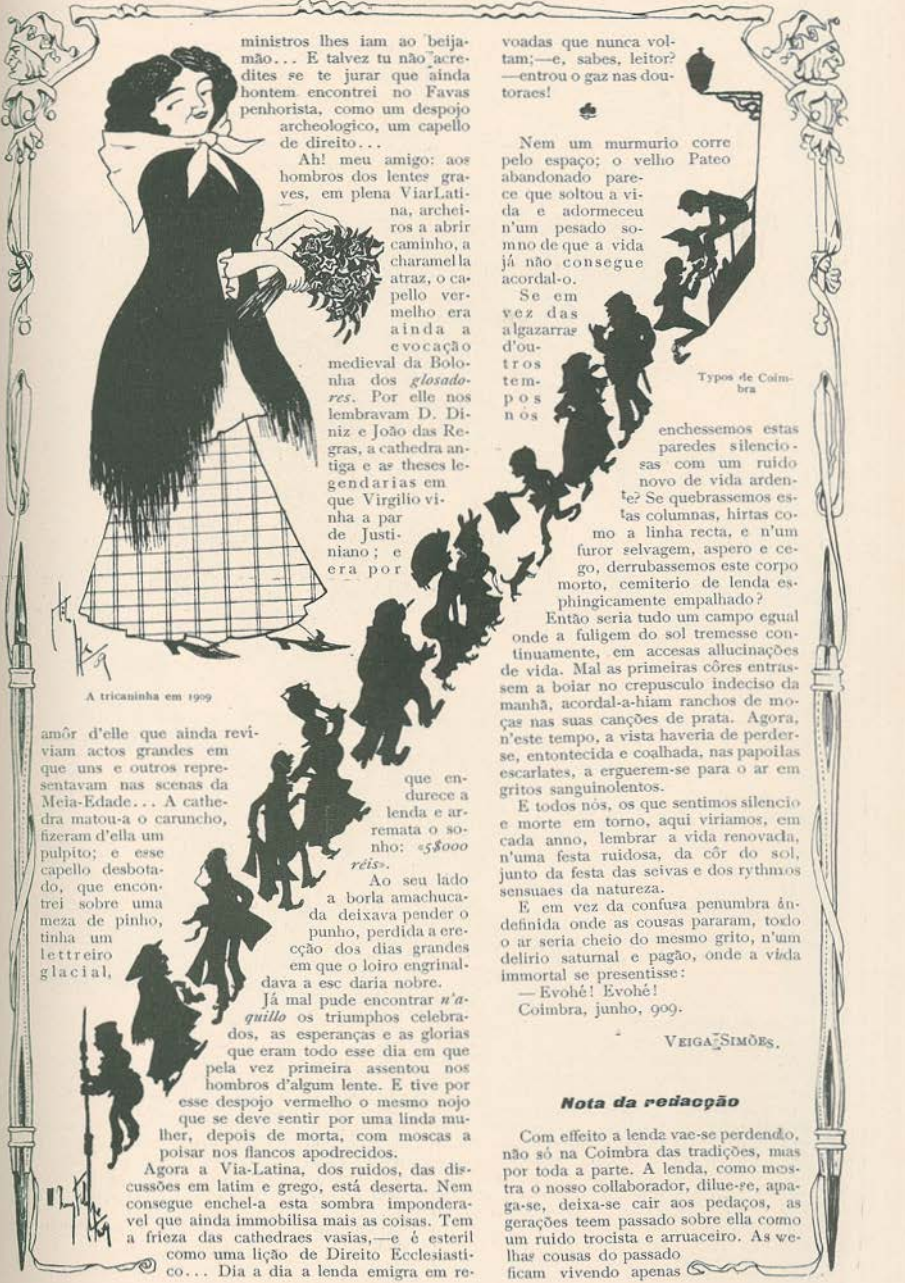 ministros lhes iam ao beija-
mão... E talvez tu não acre-
dites se te jurar que ainda
hontem encontrei no Favas
penhorista, como um despojo
archeologico, um capello
de direito...
Ah! meu amigo: aos
hombros dos lentes gra-
ves, em plena ViarLati-
na, archei-
ros a abrir
caminho, a
charamella
atraz, o ca-
pello ver-
melho era
ainda a
evocação
medieval da Bolo-
nha dos glosado-
res. Por elle nos
lembravam D. Di-
niz e João das Re-
gras, a cathedra an-
tiga e as theses le-
gendarias em
que Virgilio vi-
nha a par
de Justi-
niano; e
era por
A tricaninha em 1909
amôr d'elle que ainda revi-
viam actos grandes em
que uns e outros repre-
sentavam nas scenas da
Meia-Edade... A cathe-
dra matou-a o caruncho,
fizeram d'ella um
pulpito; e esse
capello desbota-
do, que encon-
trei sobre uma
meza de pinho,
tinha um
lettreiro
glacial,
que en-
durece a
lenda e ar-
remata o so-
nho: «5$000
réis».
Ao seu lado
a borla amachuca-
da deixava pender o
punho, perdida a ere-
cção dos dias grandes
em que o loiro engrinal-
dava a esc daria nobre.
Já mal pude encontrar n'a-
quillo os triumphos celebra-
dos, as esperanças e as glorias
que eram todo esse dia em que
pela vez primeira assentou nos
hombros d'algum lente. E tive por
esse despojo vermelho o mesmo nojo
que se deve sentir por uma linda mu-
lher, depois de morta, com moscas a
poisar nos flancos apodrecidos.
Agora a Via-Latina, dos ruidos, das dis-
cussões em latim e grego, está deserta. Nem
consegue enchel-a esta sombra impondera-
vel que ainda immobilisa mais as coisas. Tem
a frieza das cathedraes vasias,—e é esteril
como uma lição de Direito Ecclesiasti-
co... Dia a dia a lenda emigra em re-
voadas que nunca vol-
tam;—e, sabes, leitor?
—entrou o gaz nas dou-
toraes!
Nem um murmurio corre
pelo espaço; o velho Pateo
abandonado pare-
ce que soltou a vi-
da e adormeceu
n'um pesado so-
mno de que a vida
já não consegue
acordal-o.
Se em
vez das
algazarras
d'ou-
tros
tem-
pos
nós
Typos de Coim-
bra
enchessemos estas
paredes silencio-
sas com um ruido
novo de vida arden-
te? Se quebrassemos es-
tas columnas, hirtas co-
mo a linha recta, e n'um
furor selvagem, aspero e ce-
go, derrubassemos este corpo
morto, cemiterio de lenda es-
phingicamente empalhado?
Então seria tudo um campo egual
onde a fuligem do sol tremesse con-
tinuamente, em accesas allucinações
de vida. Mal as primeiras côres entras-
sem a boiar no crepusculo indeciso da
manhã, acordal-a-hiam ranchos de mo-
ças nas suas canções de prata. Agora,
n'este tempo, a vista haveria de perder-
se, entontecida e coalhada, nas papoilas
escarlates, a erguerem-se para o ar em
gritos sanguinolentos.
E todos nós, os que sentimos silencio
e morte em torno, aqui viriamos, em
cada anno, lembrar a vida renovada,
n'uma festa ruidosa, da côr do sol,
junto da festa das seivas e dos rythmos
sensuaes da natureza.
E em vez da confusa penumbra in-
definida onde as cousas pararam, todo
o ar seria cheio do mesmo grito, n'um
delirio saturnal e pagão, onde a vida
immortal se presentisse:
— Evohé! Evohé!
Coimbra, junho, 909.
VEIGA SIMÕES.
Nota da redacção
Com effeito a lenda vae-se perdendo,
não só na Coimbra das tradições, mas
por toda a parte. A lenda, como mos-
tra o nosso collaborador, dilue-se, apa-
ga-se, deixa-se cair aos pedaços, as
gerações teem passado sobre ella como
um ruido trocista e arruaceiro. As ve-
lhas cousas do passado
ficam vivendo apenas